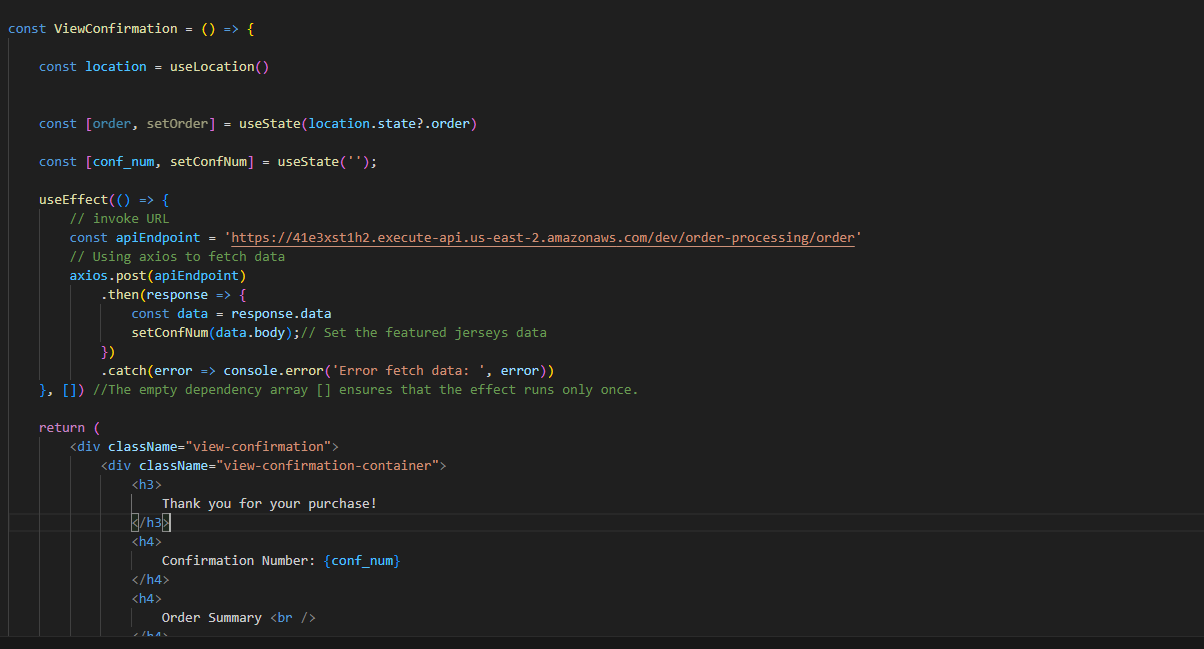 const ViewConfirmation = () => {
const location = useLocation()
const [order, setOrder] = useState(location.state?.order)
const [conf_num, setConfNum] = useState('');
useEffect(() => {
// invoke URL
const apiEndpoint = 'https://41e3xst1h2.execute-api.us-east-2.amazonaws.com/dev/order-processing/order'
// Using axios to fetch data
axios.post(apiEndpoint)
.then(response => {
const data = response.data
setConfNum(data.body);// Set the featured jerseys data
})
.catch(error => console.error('Error fetch data: ', error))
}, []) //The empty dependency array [] ensures that the effect runs only once.
return (
<div className="view-confirmation">
<div className="view-confirmation-container">
<h3>
Thank you for your purchase!
</h3>
<h4>
Confirmation Number: {conf_num}
</h4>
<h4>
Order Summary <br />
</h4>